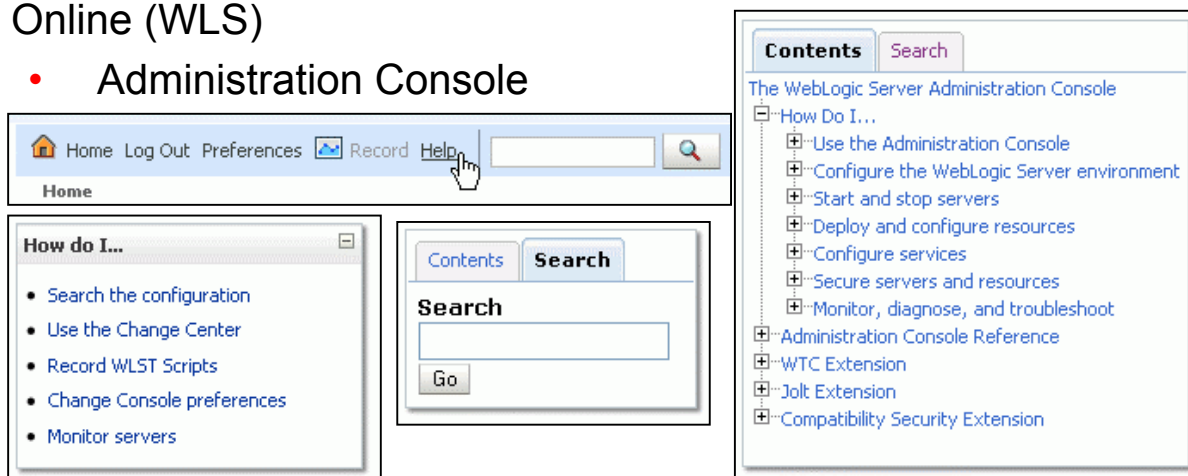 Online (WLS)
• Administration Console
Home Log Out Preferences Record Help
Home
How do I...
• Search the configuration
• Use the Change Center
• Record WLST Scripts
• Change Console preferences
• Monitor servers
Contents Search
Search
Go
Contents Search
The WebLogic Server Administration Console
How Do I...
Use the Administration Console
Configure the WebLogic Server environment
Start and stop servers
Deploy and configure resources
Configure services
Secure servers and resources
Monitor, diagnose, and troubleshoot
Administration Console Reference
WTC Extension
Jolt Extension
Compatibility Security Extension